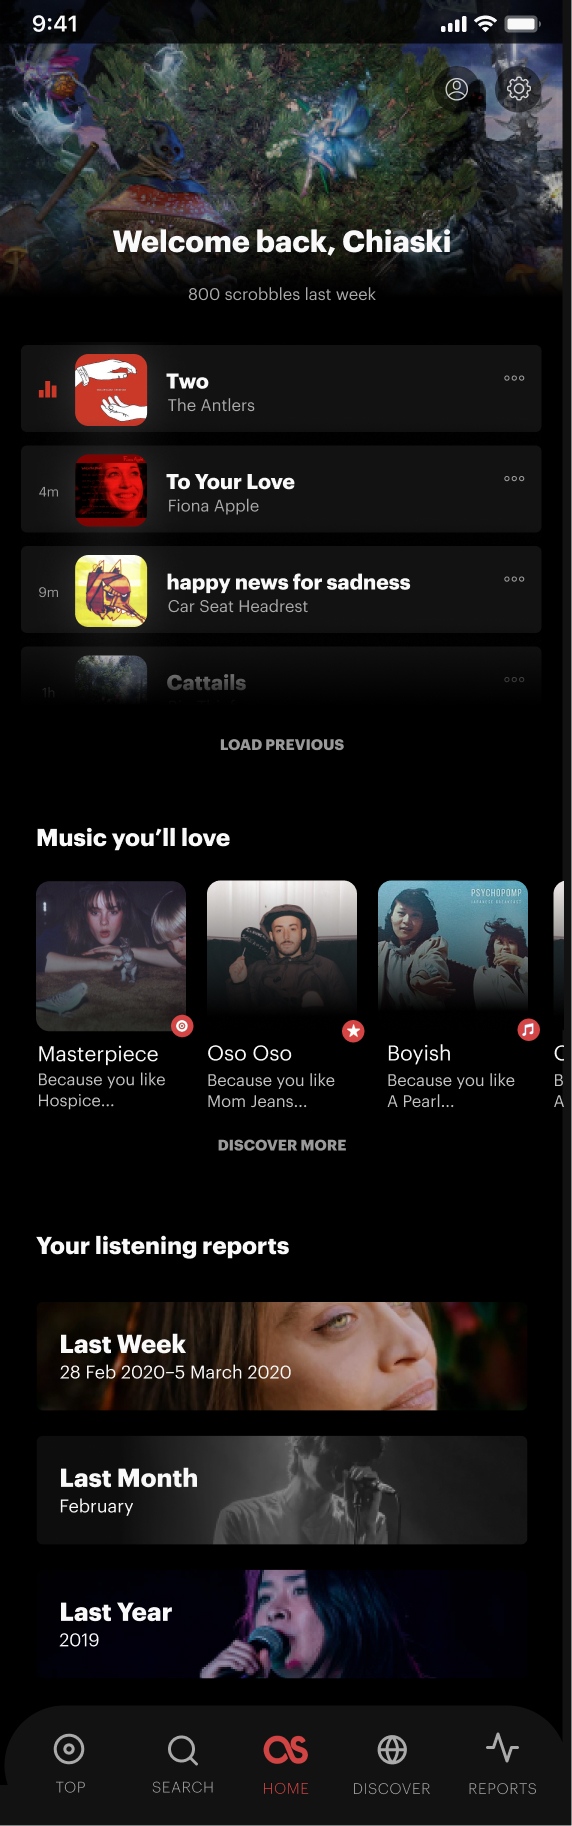 9:41
Welcome back, Chiaski
800 scrobbles last week
Two
The Antlers
4m
To Your Love
Fiona Apple
9m
happy news for sadness
Car Seat Headrest
1h
Cattails
LOAD PREVIOUS
Music you’ll love
PSYCHOPOMP
JAPANESE BREAKFAST
Masterpiece
Because you like
Hospice...
Oso Oso
Because you like
Mom Jeans...
Boyish
Because you like
A Pearl...
DISCOVER MORE
Your listening reports
Last Week
28 Feb 2020–5 March 2020
Last Month
February
Last Year
2019
TOP
SEARCH
HOME
DISCOVER
REPORTS